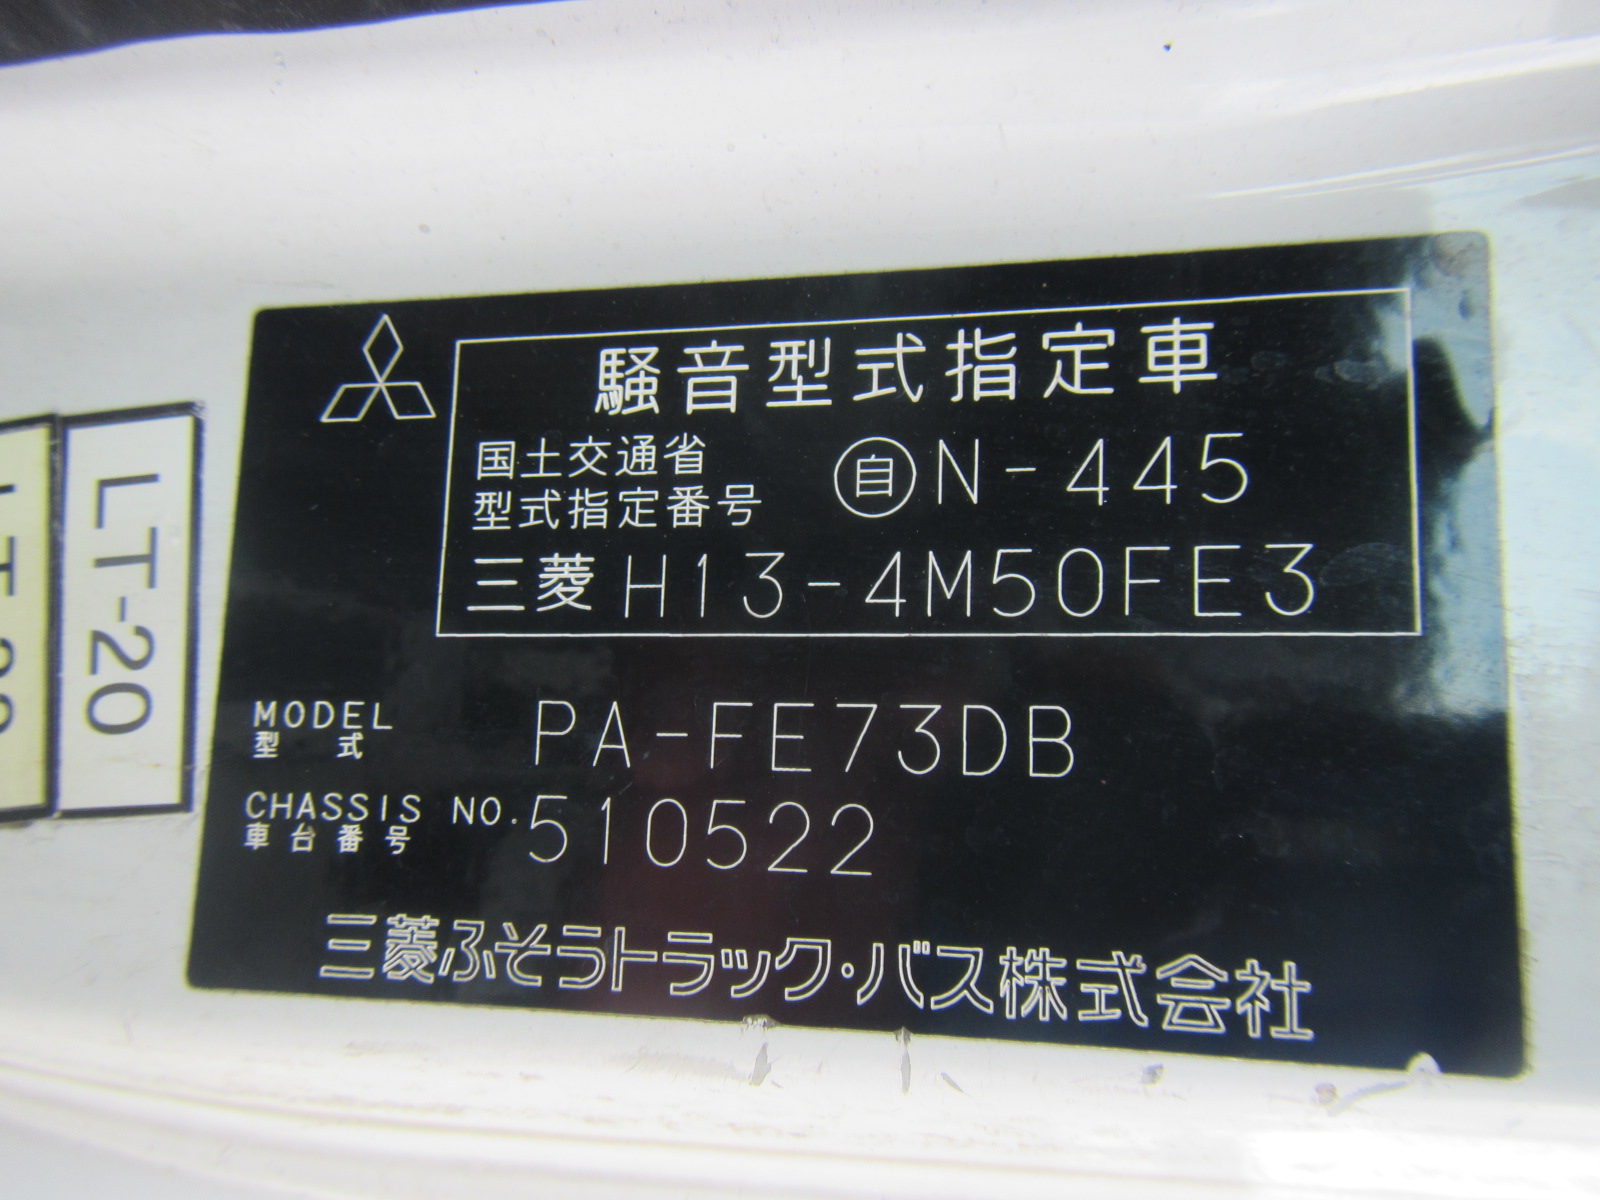 騒音型式指定車
国土交通省
型式指定番号 自N-445
三菱 H13-4M50FE3
MODEL
型式 PA-FE73DB
CHASSIS NO.
車台番号 510522
三菱ふそうトラック・バス株式会社
LT-20